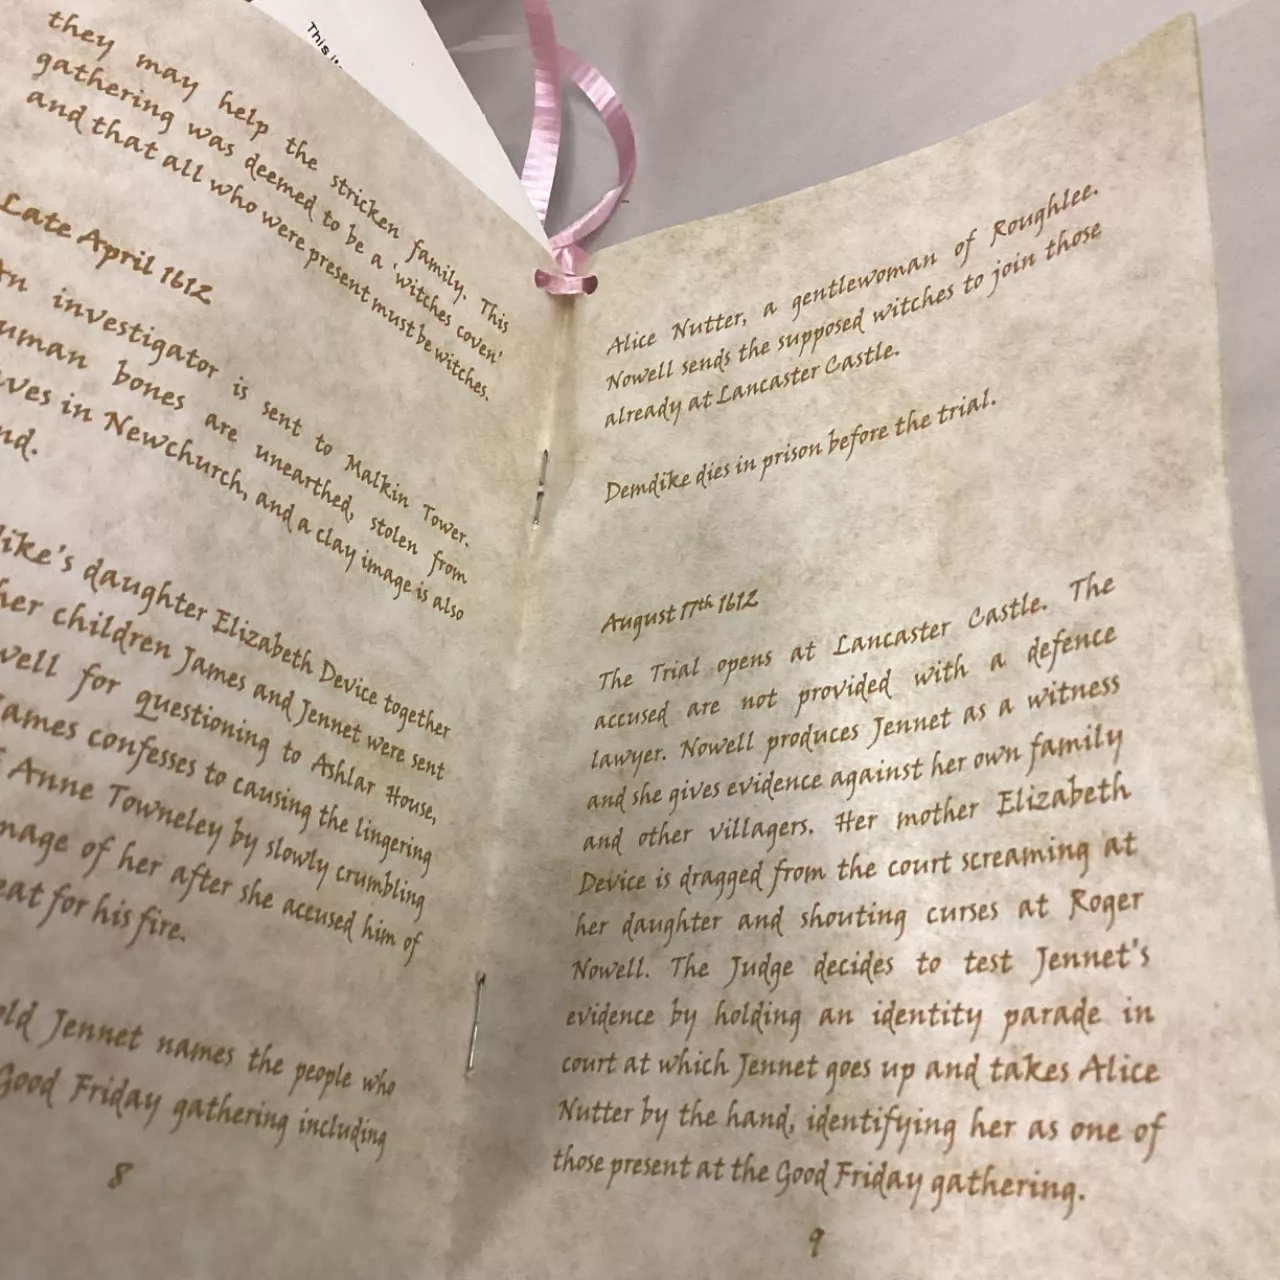 This
they may help the stricken family. This
gathering was deemed to be a 'witches coven'
and that all who were present must be witches.
Late April 1612
An investigator is sent to Malkin Tower.
human bones are unearthed, stolen from
in Newchurch, and a clay image is also
daughter Elizabeth Device together
her children James and Jennet were sent
for questioning to Ashlar House,
James confesses to causing the lingering
Anne Towneley by slowly crumbling
of her after she accused him of
for his fire.
old Jennet names the people who
Good Friday gathering including
8
Alice Nutter, a gentlewoman of Roughlee.
Nowell sends the supposed witches to join those
already at Lancaster Castle.
Demdike dies in prison before the trial.
August 17th 1612
The Trial opens at Lancaster Castle. The
accused are not provided with a defence
lawyer. Nowell produces Jennet as a witness
and she gives evidence against her own family
and other villagers. Her mother Elizabeth
Device is dragged from the court screaming at
her daughter and shouting curses at Roger
Nowell. The Judge decides to test Jennet's
evidence by holding an identity parade in
court at which Jennet goes up and takes Alice
Nutter by the hand, identifying her as one of
those present at the Good Friday gathering.
9